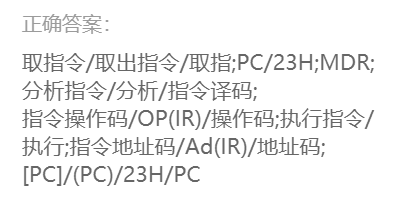 正确答案:
取指令/取出指令/取指;PC/23H;MDR;
分析指令/分析/指令译码;
指令操作码/OP(IR)/操作码;执行指令/
执行;指令地址码/Ad(IR)/地址码;
[PC]/(PC)/23H/PC